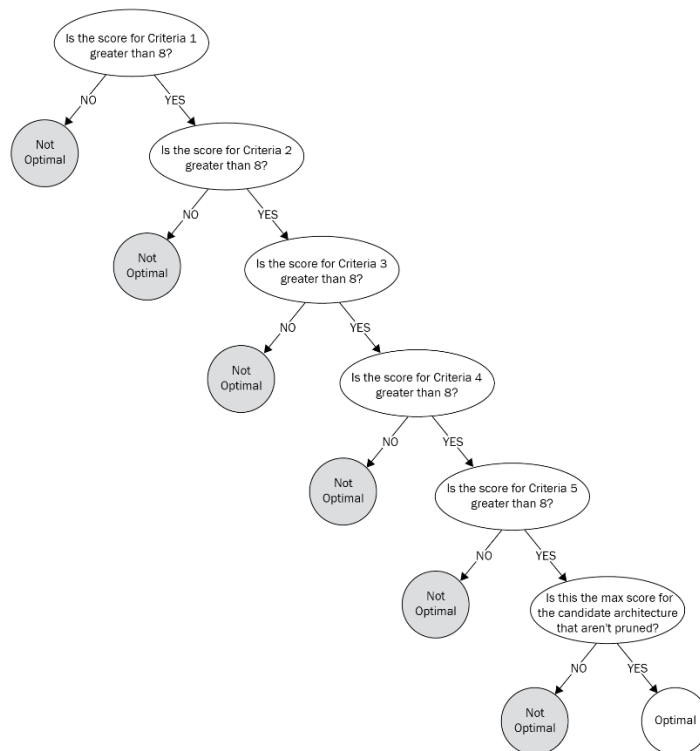 Is the score for Criteria 1
greater than 8?
NO
YES
Not
Optimal
Is the score for Criteria 2
greater than 8?
NO
YES
Not
Optimal
Is the score for Criteria 3
greater than 8?
NO
YES
Not
Optimal
Is the score for Criteria 4
greater than 8?
NO
YES
Not
Optimal
Is the score for Criteria 5
greater than 8?
NO
YES
Not
Optimal
Is this the max score for
the candidate architecture
that aren't pruned?
NO
YES
Not
Optimal
Optimal